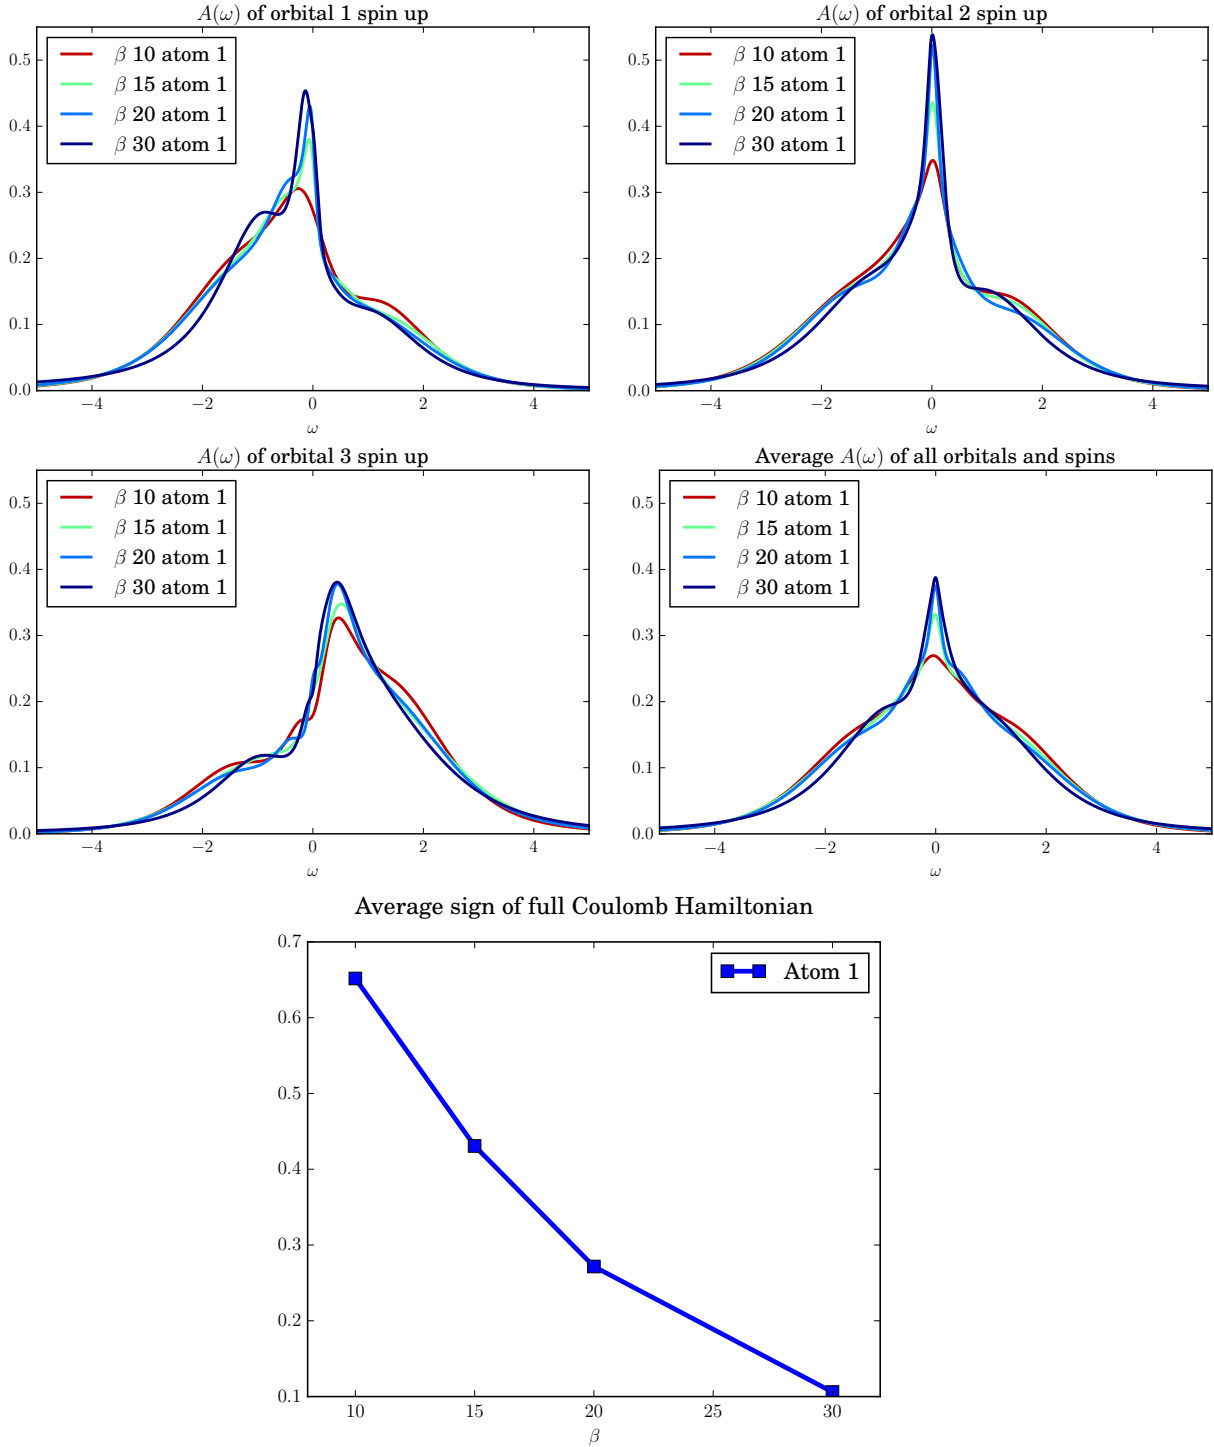 A(ω) of orbital 1 spin up
β 10 atom 1
β 15 atom 1
β 20 atom 1
β 30 atom 1
0.5
0.4
0.3
0.2
0.1
0.0
−4 −2 0 2 4
ω
A(ω) of orbital 2 spin up
β 10 atom 1
β 15 atom 1
β 20 atom 1
β 30 atom 1
0.5
0.4
0.3
0.2
0.1
0.0
−4 −2 0 2 4
ω
A(ω) of orbital 3 spin up
β 10 atom 1
β 15 atom 1
β 20 atom 1
β 30 atom 1
0.5
0.4
0.3
0.2
0.1
0.0
−4 −2 0 2 4
ω
Average A(ω) of all orbitals and spins
β 10 atom 1
β 15 atom 1
β 20 atom 1
β 30 atom 1
0.5
0.4
0.3
0.2
0.1
0.0
−4 −2 0 2 4
ω
Average sign of full Coulomb Hamiltonian
Atom 1
0.7
0.6
0.5
0.4
0.3
0.2
0.1
10 15 20 25 30
β